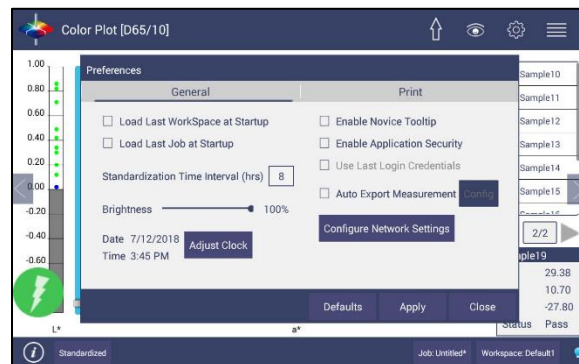 Color Plot [D65/10]
1.00
0.80
0.60
0.40
0.20
0.00
-0.20
-0.40
-0.60
L*
a*
Preferences
General
Print
Load Last WorkSpace at Startup
Load Last Job at Startup
Standardization Time Interval (hrs) 8
Brightness 100%
Date 7/12/2018
Time 3:45 PM
Adjust Clock
Enable Novice Tooltip
Enable Application Security
Use Last Login Credentials
Auto Export Measurement Config
Configure Network Settings
Defaults Apply Close
Sample10
Sample11
Sample12
Sample13
Sample14
Sample15
2/2
ple19
29.38
10.70
-27.80
Status Pass
Standardized
Job: Untitled* Workspace: Default1